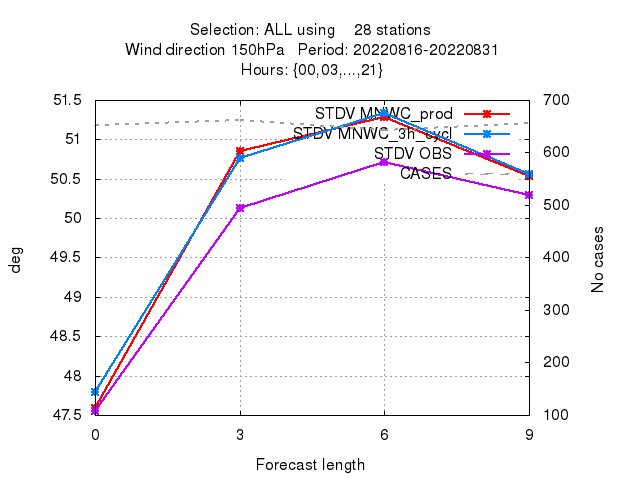 Selection: ALL using    28 stations
Wind direction 150hPa   Period: 20220816-20220831
Hours: {00,03,...,21}
51.5
51
50.5
50
49.5
49
48.5
48
47.5
700
600
500
400
300
200
100
STDV MNWC_prod
STDV MNWC_3h_cycl
STDV OBS
CASES
deg
No cases
0
3
6
9
Forecast length